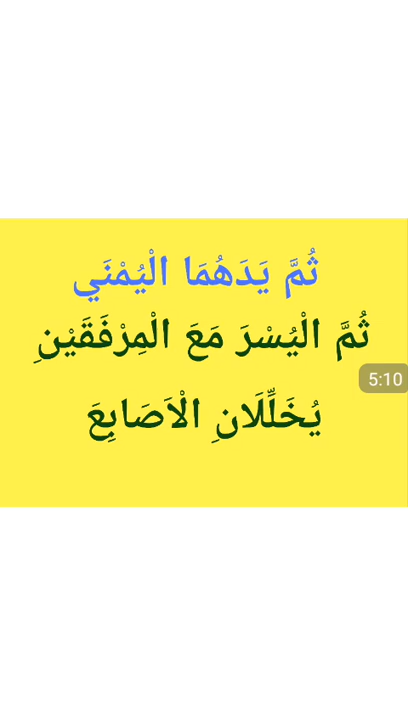 ثُمَّ يَدَهُمَا الْيُمْنَي
ثُمَّ الْيُسْرَ مَعَ الْمِرْفَقَيْنِ
5:10
يُخَلِّلَانِ الْاَصَابِعَ